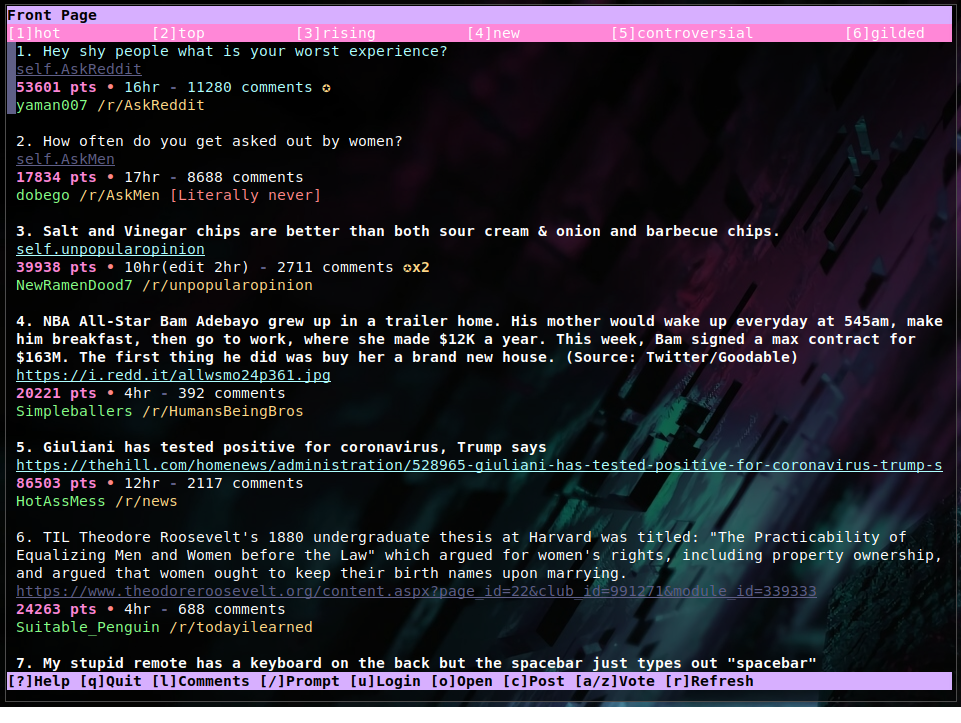 Front Page
[1]hot [2]top [3]rising [4]new [5]controversial [6]gilded
1. Hey shy people what is your worst experience?
self.AskReddit
53601 pts • 16hr - 11280 comments ✪
yaman007 /r/AskReddit
2. How often do you get asked out by women?
self.AskMen
17834 pts • 17hr - 8688 comments
dobego /r/AskMen [Literally never]
3. Salt and Vinegar chips are better than both sour cream & onion and barbecue chips.
self.unpopularopinion
39938 pts • 10hr(edit 2hr) - 2711 comments ✪x2
NewRamenDood7 /r/unpopularopinion
4. NBA All-Star Bam Adebayo grew up in a trailer home. His mother would wake up everyday at 545am, make
him breakfast, then go to work, where she made $12K a year. This week, Bam signed a max contract for
$163M. The first thing he did was buy her a brand new house. (Source: Twitter/Goodable)
https://i.redd.it/allwsmo24p361.jpg
20221 pts • 4hr - 392 comments
Simpleballers /r/HumansBeingBros
5. Giuliani has tested positive for coronavirus, Trump says
https://thehill.com/homenews/administration/528965-giuliani-has-tested-positive-for-coronavirus-trump-s
86503 pts • 12hr - 2117 comments
HotAssMess /r/news
6. TIL Theodore Roosevelt's 1880 undergraduate thesis at Harvard was titled: "The Practicability of
Equalizing Men and Women before the Law" which argued for women's rights, including property ownership,
and argued that women ought to keep their birth names upon marrying.
https://www.theodoreroosevelt.org/content.aspx?page_id=22&club_id=991271&module_id=339333
24263 pts • 4hr - 688 comments
Suitable_Penguin /r/todayilearned
7. My stupid remote has a keyboard on the back but the spacebar just types out "spacebar"
[?]Help [q]Quit [l]Comments [/]Prompt [u]Login [o]Open [c]Post [a/z]Vote [r]Refresh